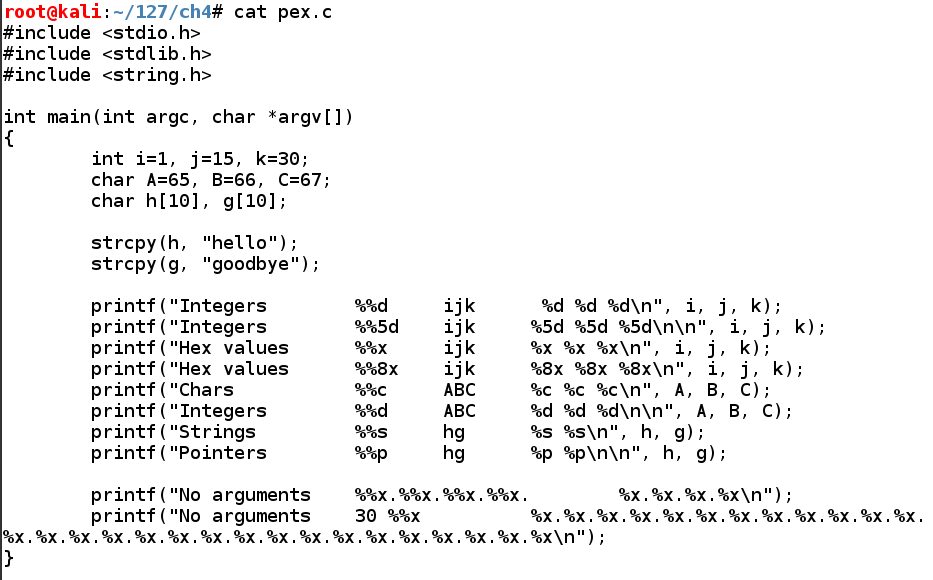 root@kali:~/127/ch4# cat pex.c
#include <stdio.h>
#include <stdlib.h>
#include <string.h>

int main(int argc, char *argv[])
{
        int i=1, j=15, k=30;
        char A=65, B=66, C=67;
        char h[10], g[10];

        strcpy(h, "hello");
        strcpy(g, "goodbye");

        printf("Integers        %%d     ijk      %d %d %d\n", i, j, k);
        printf("Integers        %%5d    ijk     %5d %5d %5d\n\n", i, j, k);
        printf("Hex values      %%x     ijk     %x %x %x\n", i, j, k);
        printf("Hex values      %%8x    ijk     %8x %8x %8x\n", i, j, k);
        printf("Chars           %%c     ABC     %c %c %c\n", A, B, C);
        printf("Integers        %%d     ABC     %d %d %d\n\n", A, B, C);
        printf("Strings         %%s     hg      %s %s\n", h, g);
        printf("Pointers        %%p     hg      %p %p\n\n", h, g);

        printf("No arguments    %%x.%%x.%%x.%%x.        %x.%x.%x.%x\n");
        printf("No arguments    30 %%x          %x.%x.%x.%x.%x.%x.%x.%x.%x.%x.%x.%x.
%x.%x.%x.%x.%x.%x.%x.%x.%x.%x.%x.%x.%x.%x.%x.%x.%x\n");
}